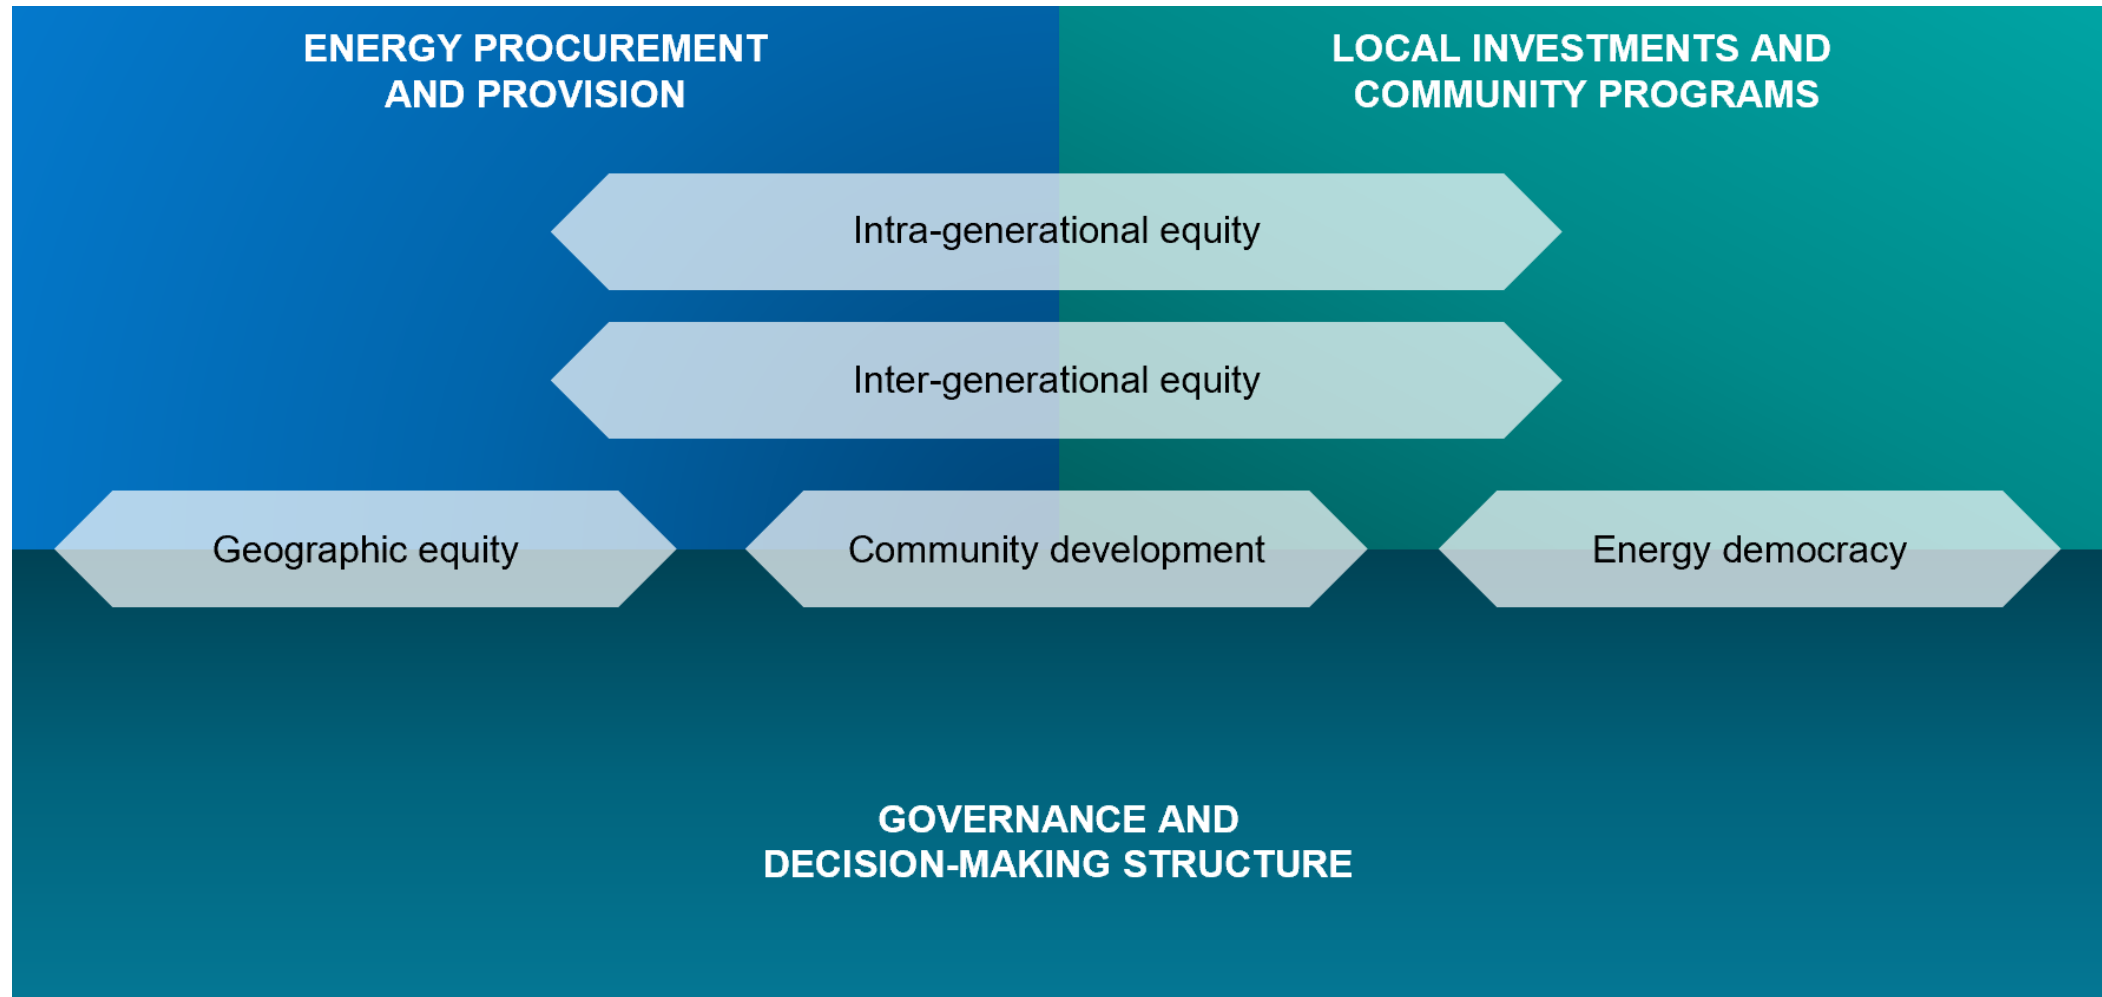 ENERGY PROCUREMENT
AND PROVISION
LOCAL INVESTMENTS AND
COMMUNITY PROGRAMS
Intra-generational equity
Inter-generational equity
Geographic equity
Community development
Energy democracy
GOVERNANCE AND
DECISION-MAKING STRUCTURE